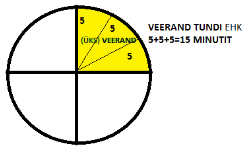 5
5
(ÜKS) VEERAND
5
VEERAND TUNDI EHK
5+5+5=15 MINUTIT